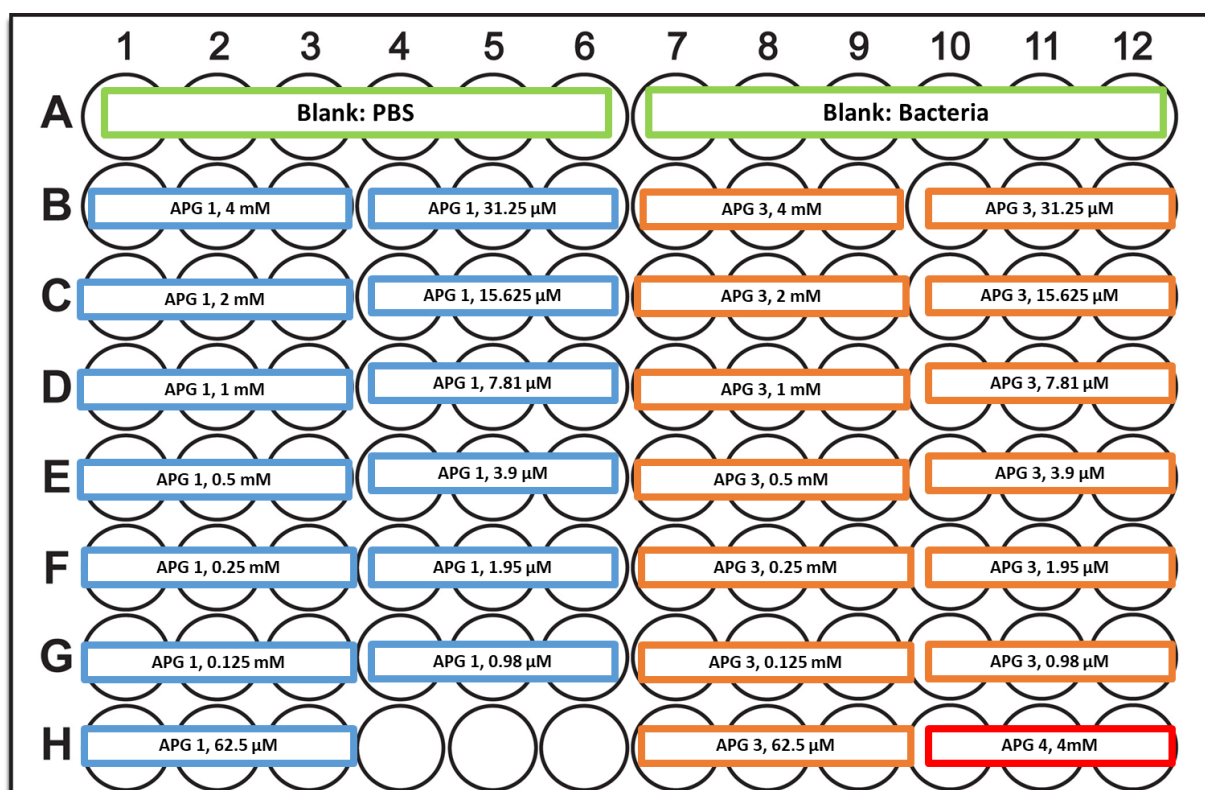 1 2 3 4 5 6 7 8 9 10 11 12
A Blank: PBS Blank: Bacteria
B APG 1, 4 mM APG 1, 31.25 µM APG 3, 4 mM APG 3, 31.25 µM
C APG 1, 2 mM APG 1, 15.625 µM APG 3, 2 mM APG 3, 15.625 µM
D APG 1, 1 mM APG 1, 7.81 µM APG 3, 1 mM APG 3, 7.81 µM
E APG 1, 0.5 mM APG 1, 3.9 µM APG 3, 0.5 mM APG 3, 3.9 µM
F APG 1, 0.25 mM APG 1, 1.95 µM APG 3, 0.25 mM APG 3, 1.95 µM
G APG 1, 0.125 mM APG 1, 0.98 µM APG 3, 0.125 mM APG 3, 0.98 µM
H APG 1, 62.5 µM APG 3, 62.5 µM APG 4, 4mM